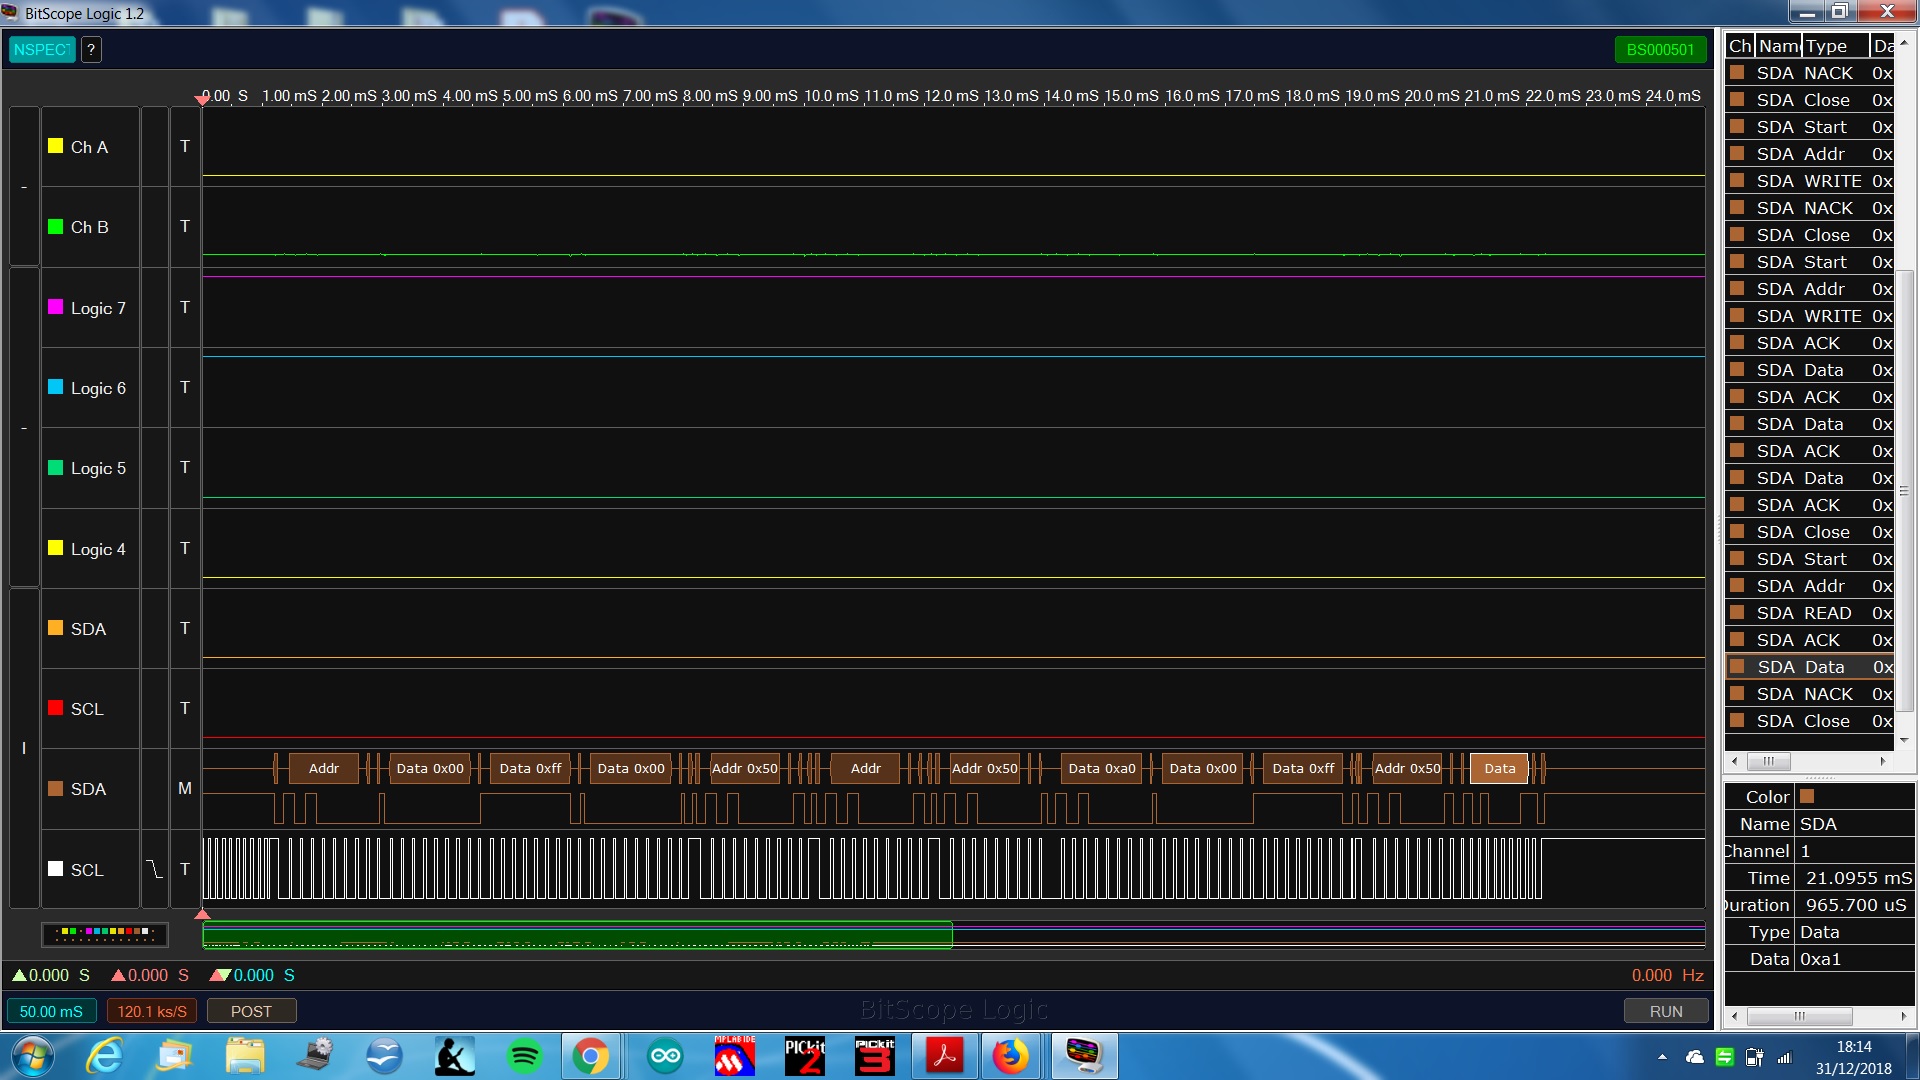 BitScope Logic 1.2
NSPECT ? BS000501
0.00 S 1.00 mS 2.00 mS 3.00 mS 4.00 mS 5.00 mS 6.00 mS 7.00 mS 8.00 mS 9.00 mS 10.0 mS 11.0 mS 12.0 mS 13.0 mS 14.0 mS 15.0 mS 16.0 mS 17.0 mS 18.0 mS 19.0 mS 20.0 mS 21.0 mS 22.0 mS 23.0 mS 24.0 mS
- Ch A T
Ch B T
- Logic 7 T
Logic 6 T
Logic 5 T
Logic 4 T
I SDA T
SCL T
SDA M
Addr Data 0x00 Data 0xff Data 0x00 Addr 0x50 Addr Addr 0x50 Data 0xa0 Data 0x00 Data 0xff Addr 0x50 Data
SCL T
0.000 S 0.000 S 0.000 S 0.000 Hz
50.00 mS 120.1 ks/S POST BitScope Logic RUN
Ch Name Type Da
SDA NACK 0x
SDA Close 0x
SDA Start 0x
SDA Addr 0x
SDA WRITE 0x
SDA NACK 0x
SDA Close 0x
SDA Start 0x
SDA Addr 0x
SDA WRITE 0x
SDA ACK 0x
SDA Data 0x
SDA ACK 0x
SDA Data 0x
SDA ACK 0x
SDA Data 0x
SDA ACK 0x
SDA Close 0x
SDA Start 0x
SDA Addr 0x
SDA READ 0x
SDA ACK 0x
SDA Data 0x
SDA NACK 0x
SDA Close 0x
Color
Name SDA
Channel 1
Time 21.0955 mS
Duration 965.700 uS
Type Data
Data 0xa1
MPLAB IDE
PICkit 2
PICkit 3
18:14
31/12/2018